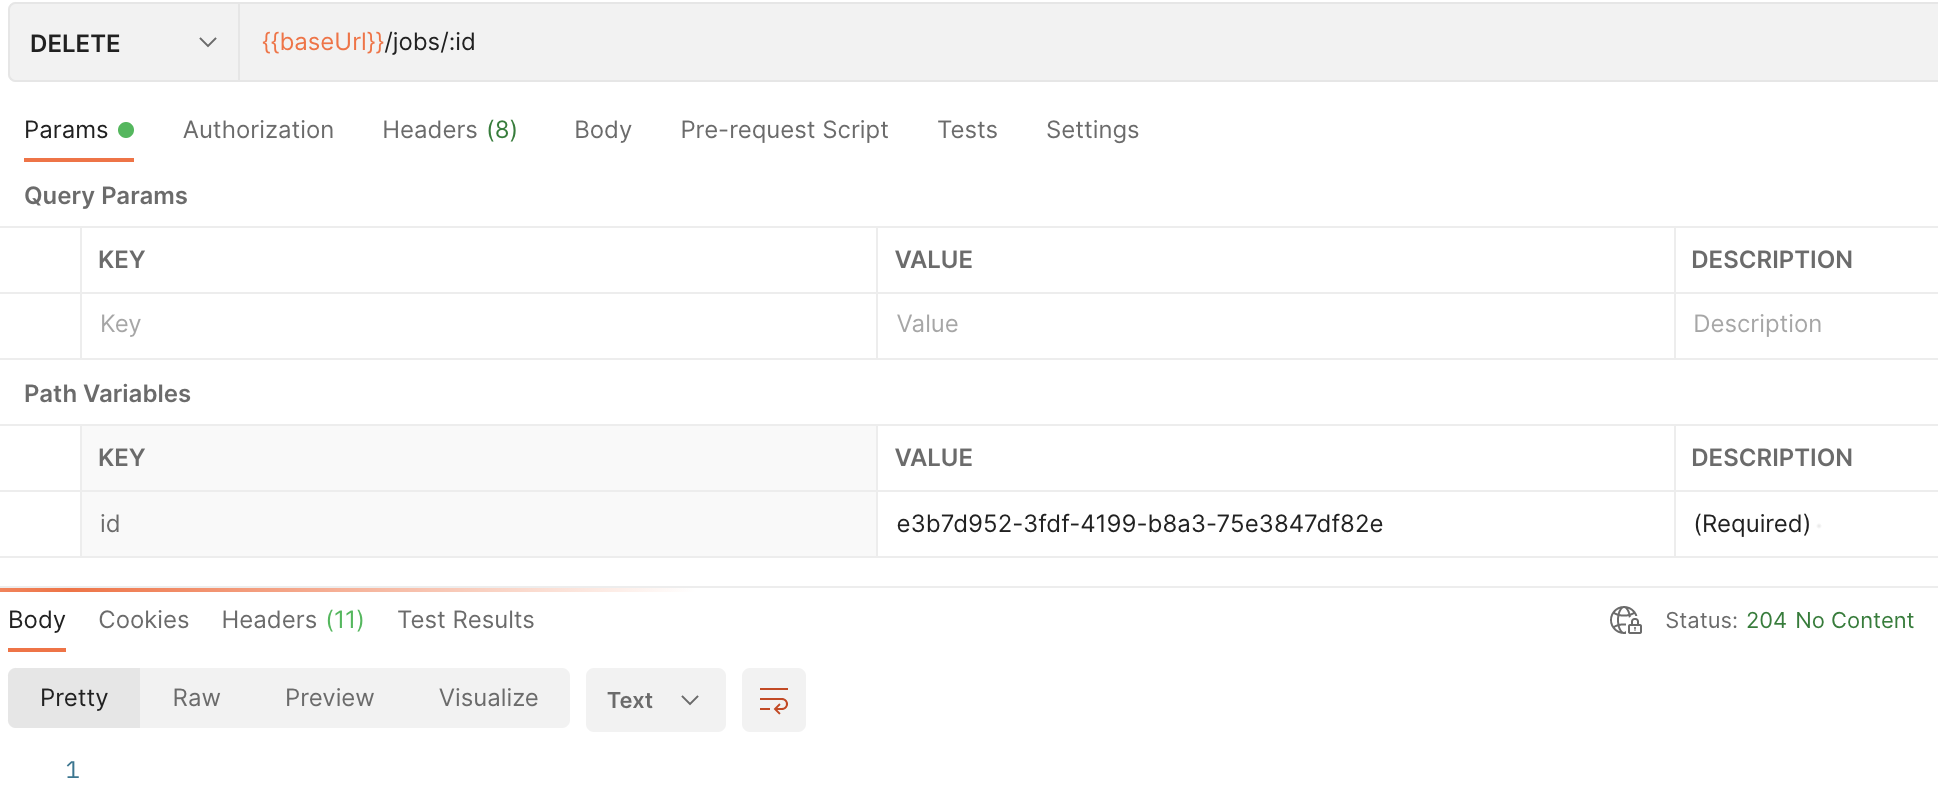 DELETE {{baseUrl}}/jobs/:id
Params Authorization Headers (8) Body Pre-request Script Tests Settings
Query Params
KEY VALUE DESCRIPTION
Key Value Description
Path Variables
KEY VALUE DESCRIPTION
id e3b7d952-3fdf-4199-b8a3-75e3847df82e (Required)
Body Cookies Headers (11) Test Results Status: 204 No Content
Pretty Raw Preview Visualize Text
1